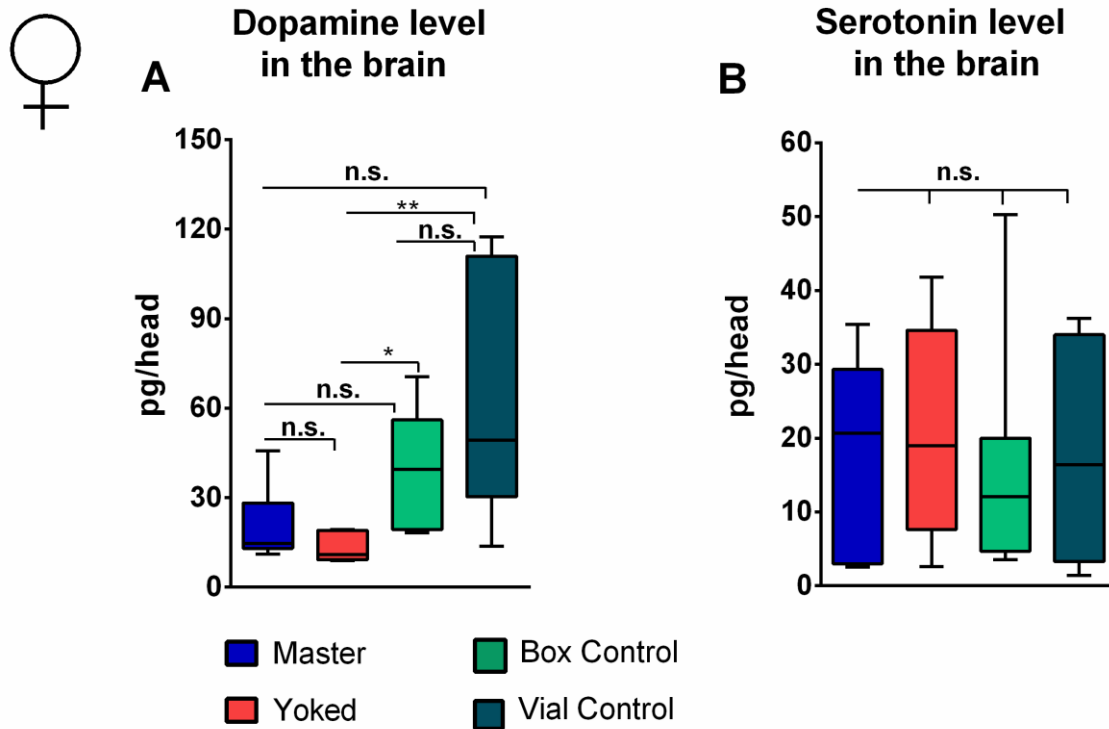 Dopamine level
in the brain
A
pg/head
150
120
90
60
30
0
n.s.
**
n.s.
*
n.s.
n.s.
Serotonin level
in the brain
B
pg/head
60
50
40
30
20
10
0
n.s.
Master
Box Control
Yoked
Vial Control